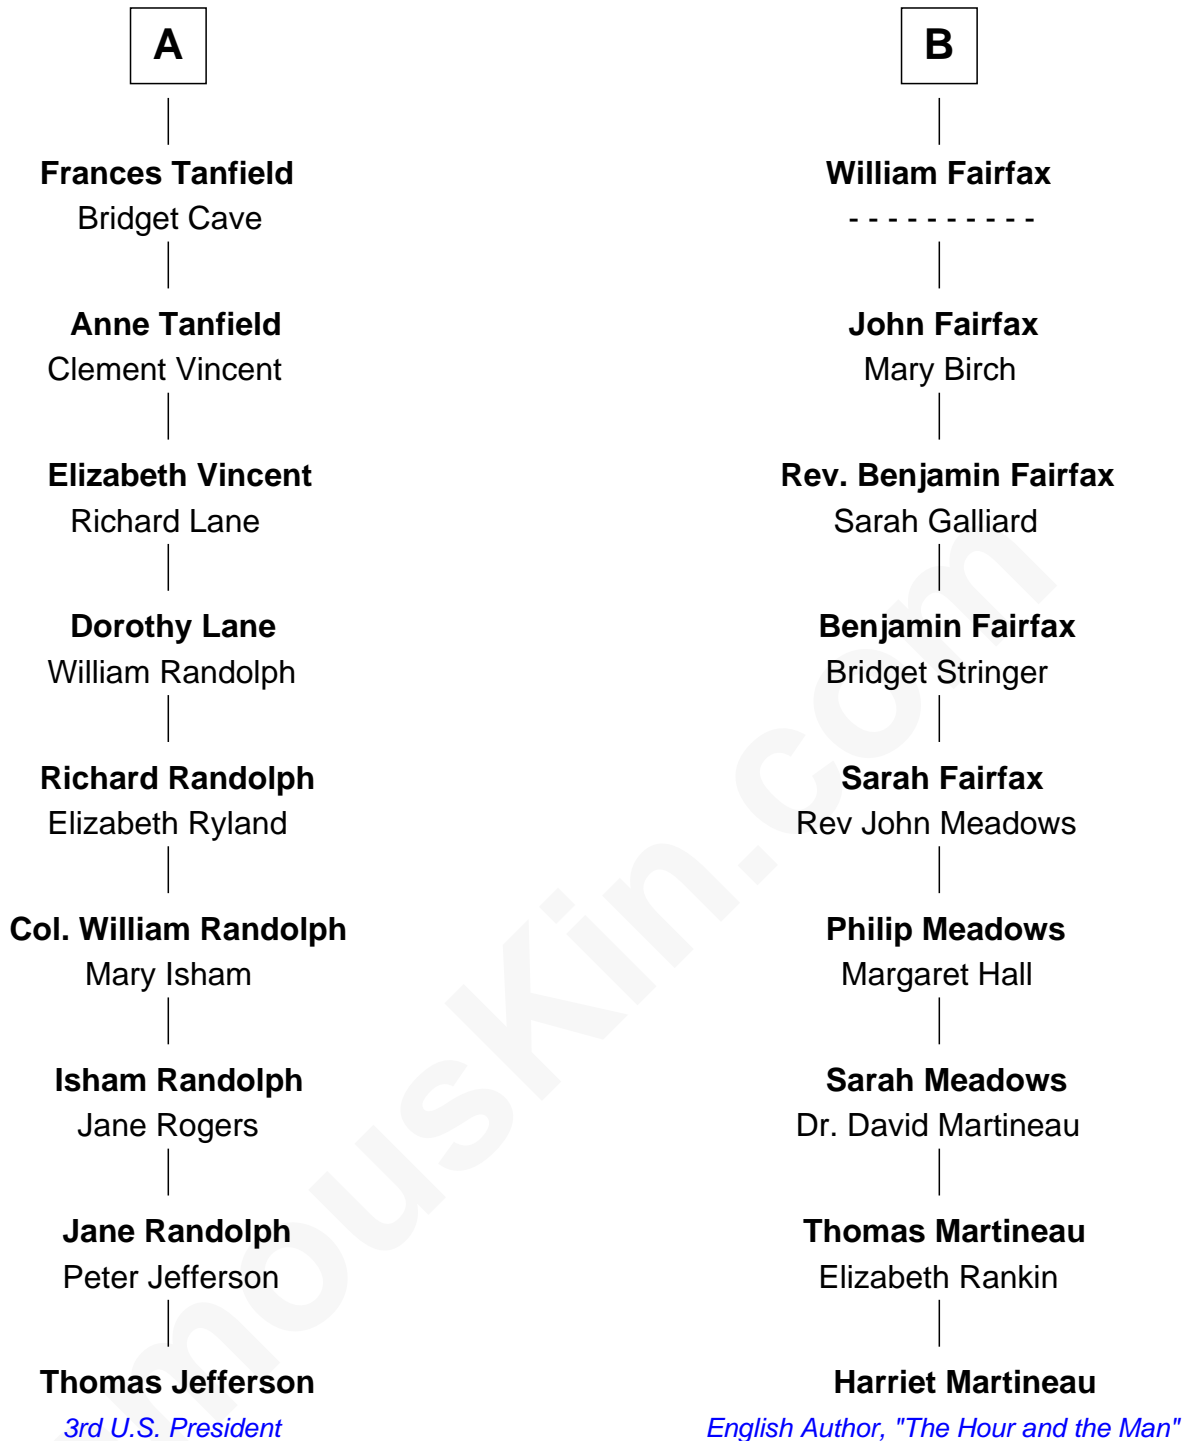 A
B
Frances Tanfield
Bridget Cave
William Fairfax
- - - - - - - - - -
Anne Tanfield
Clement Vincent
John Fairfax
Mary Birch
Elizabeth Vincent
Richard Lane
Rev. Benjamin Fairfax
Sarah Galliard
Dorothy Lane
William Randolph
Benjamin Fairfax
Bridget Stringer
Richard Randolph
Elizabeth Ryland
Sarah Fairfax
Rev John Meadows
Col. William Randolph
Mary Isham
Philip Meadows
Margaret Hall
Isham Randolph
Jane Rogers
Sarah Meadows
Dr. David Martineau
Jane Randolph
Peter Jefferson
Thomas Martineau
Elizabeth Rankin
Thomas Jefferson
3rd U.S. President
Harriet Martineau
English Author, "The Hour and the Man"
mouskin.com